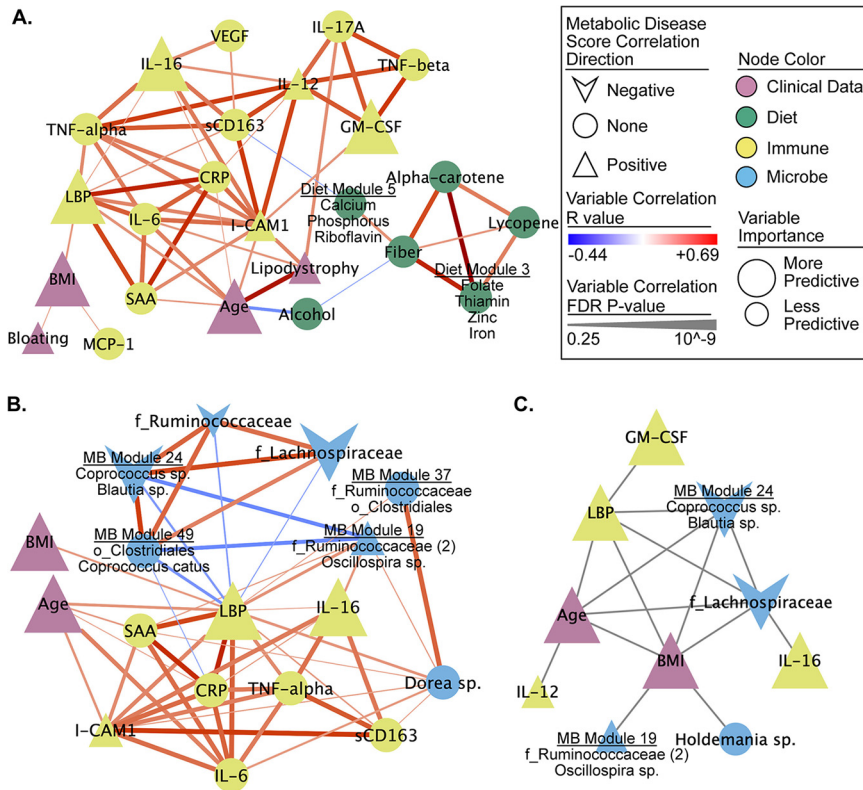 A.
VEGF
IL-17A
IL-16
TNF-beta
IL-12
TNF-alpha
sCD163
GM-CSF
CRP
Alpha-carotene
Diet Module 5
Calcium
Phosphorus
Riboflavin
LBP
IL-6
I-CAM1
Lycopene
Fiber
Lipodystrophy
Diet Module 3
Folate
Thiamin
Zinc
Iron
BMI
SAA
Age
Alcohol
Bloating
MCP-1
Metabolic Disease
Score Correlation
Direction
Negative
None
Positive
Variable Correlation
R value
-0.44
+0.69
Variable Correlation
FDR P-value
0.25
10^-9
Node Color
Clinical Data
Diet
Immune
Microbe
Variable
Importance
More
Predictive
Less
Predictive
B.
f_Ruminococcaceae
MB Module 24
Coprococcus sp.
Blautia sp.
f_Lachnospiraceae
MB Module 37
f_Ruminococcaceae
o_Clostridiales
MB Module 49
o_Clostridiales
Coprococcus catus
MB Module 19
f_Ruminococcaceae (2)
Oscillospira sp.
BMI
Age
LBP
IL-16
SAA
CRP
TNF-alpha
Dorea sp.
I-CAM1
sCD163
IL-6
C.
GM-CSF
MB Module 24
Coprococcus sp.
Blautia sp.
LBP
f_Lachnospiraceae
Age
BMI
IL-16
IL-12
MB Module 19
f_Ruminococcaceae (2)
Oscillospira sp.
Holdemania sp.